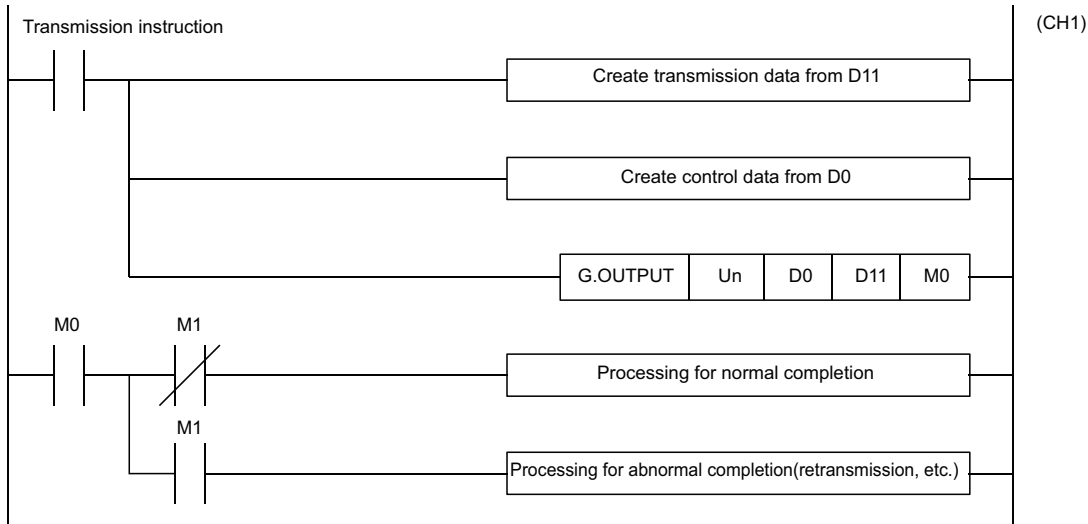 Transmission instruction
(CH1)
Create transmission data from D11
Create control data from D0
G.OUTPUT Un D0 D11 M0
M0 M1
Processing for normal completion
M1
Processing for abnormal completion(retransmission, etc.)